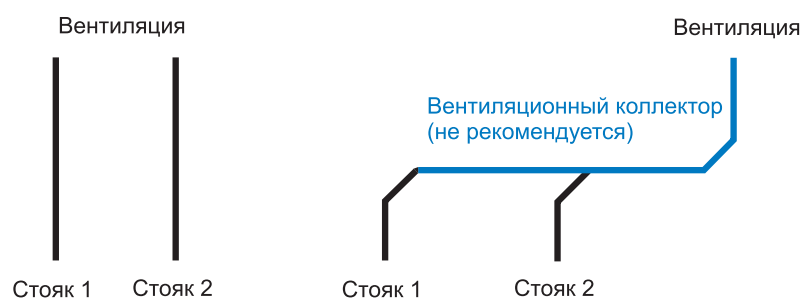 Вентиляция
Вентиляция
Вентиляционный коллектор
(не рекомендуется)
Стояк 1
Стояк 2
Стояк 1
Стояк 2